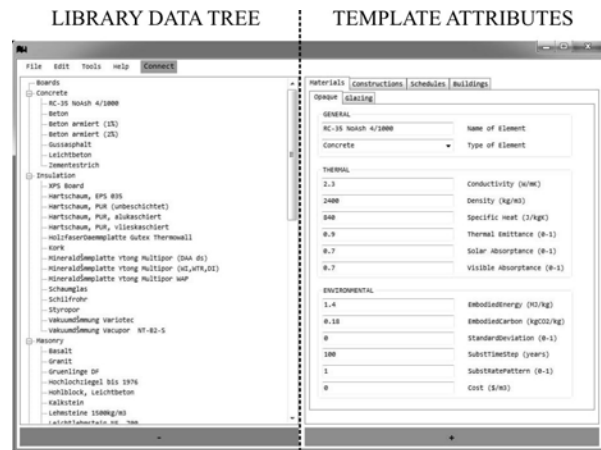 LIBRARY DATA TREE
TEMPLATE ATTRIBUTES
File Edit Tools Help Connect
Boards
Concrete
RC-35 NoAsh 4/1000
Beton
Beton armiert (1%)
Beton armiert (2%)
Gussasphalt
Leichtbeton
Zementestrich
Insulation
XPS Board
Hartschaum, EPS 035
Hartschaum, PUR (unbeschichtet)
Hartschaum, PUR, alukaschiert
Hartschaum, PUR, vlieskaschiert
HolzfaserDaemmplatte Gutex Thermowall
Kork
MineraldŠmmplatte Ytong Multipor (DAA ds)
MineraldŠmmplatte Ytong Multipor (WI,WTR,DI)
MineraldŠmmplatte Ytong Multipor WAP
Schaumglas
Schilfrohr
Styropor
VakuumdŠmmung Variotec
VakuumdŠmmung Vacupor NT-B2-S
Masonry
Basalt
Granit
Gruenlinge DF
Hochlochziegel bis 1976
Hohlblock, Leichtbeton
Kalkstein
Lehmsteine 1500kg/m3
-
Materials Constructions Schedules Buildings
Opaque Glazing
GENERAL
RC-35 NoAsh 4/1000 Name of Element
Concrete Type of Element
THERMAL
2.3 Conductivity (W/mK)
2400 Density (kg/m3)
840 Specific Heat (J/kgK)
0.9 Thermal Emittance (0-1)
0.7 Solar Absorptance (0-1)
0.7 Visible Absorptance (0-1)
ENVIRONMENTAL
1.4 EmbodiedEnergy (MJ/kg)
0.18 EmbodiedCarbon (kgCO2/kg)
0 StandardDeviation (0-1)
100 SubstTimeStep (years)
1 SubstRatePattern (0-1)
0 Cost ($/m3)
+